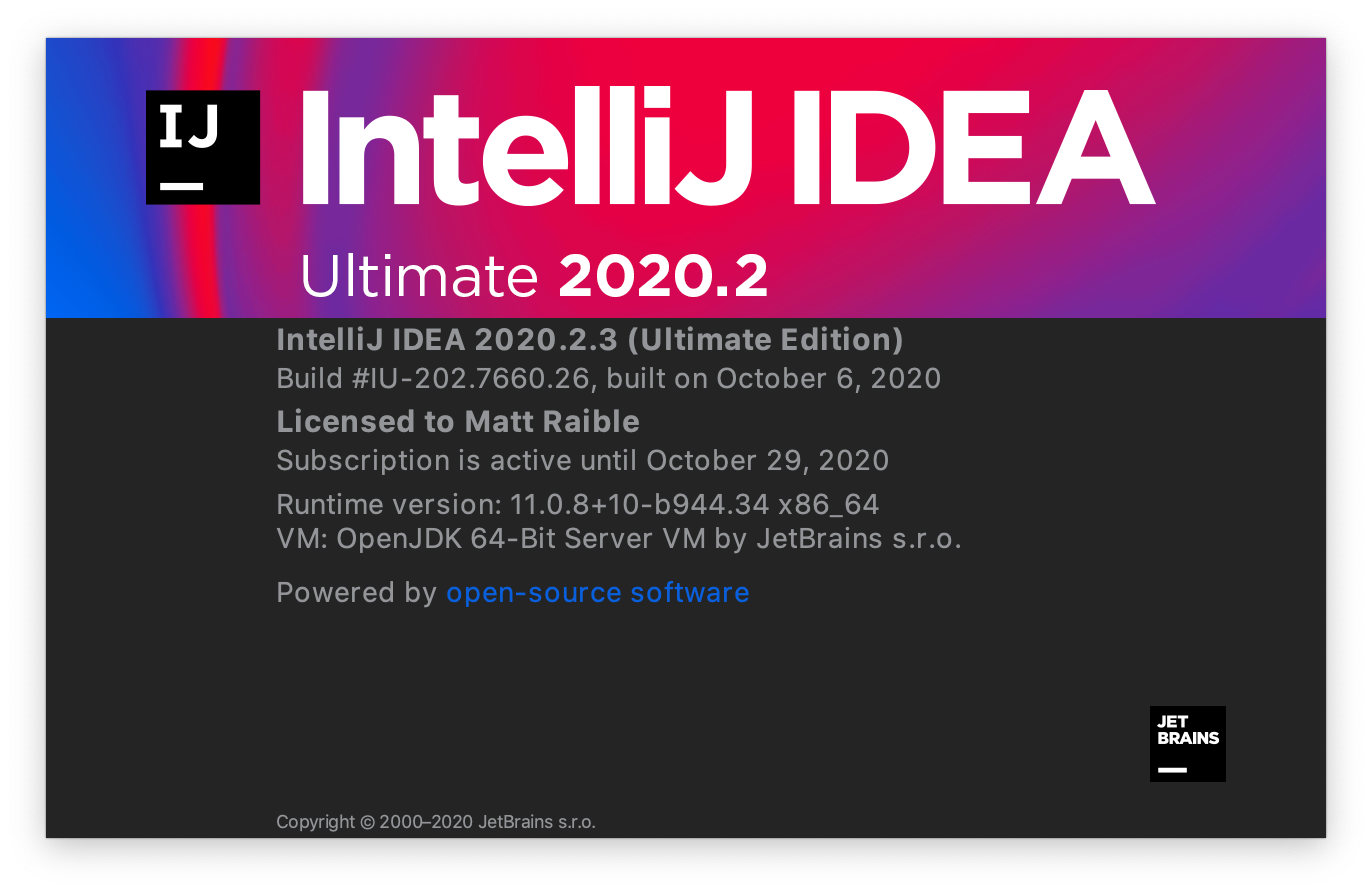 IJ
IntelliJ IDEA
Ultimate 2020.2
IntelliJ IDEA 2020.2.3 (Ultimate Edition)
Build #IU-202.7660.26, built on October 6, 2020
Licensed to Matt Raible
Subscription is active until October 29, 2020
Runtime version: 11.0.8+10-b944.34 x86_64
VM: OpenJDK 64-Bit Server VM by JetBrains s.r.o.
Powered by open-source software
JET
BRAINS
Copyright © 2000–2020 JetBrains s.r.o.